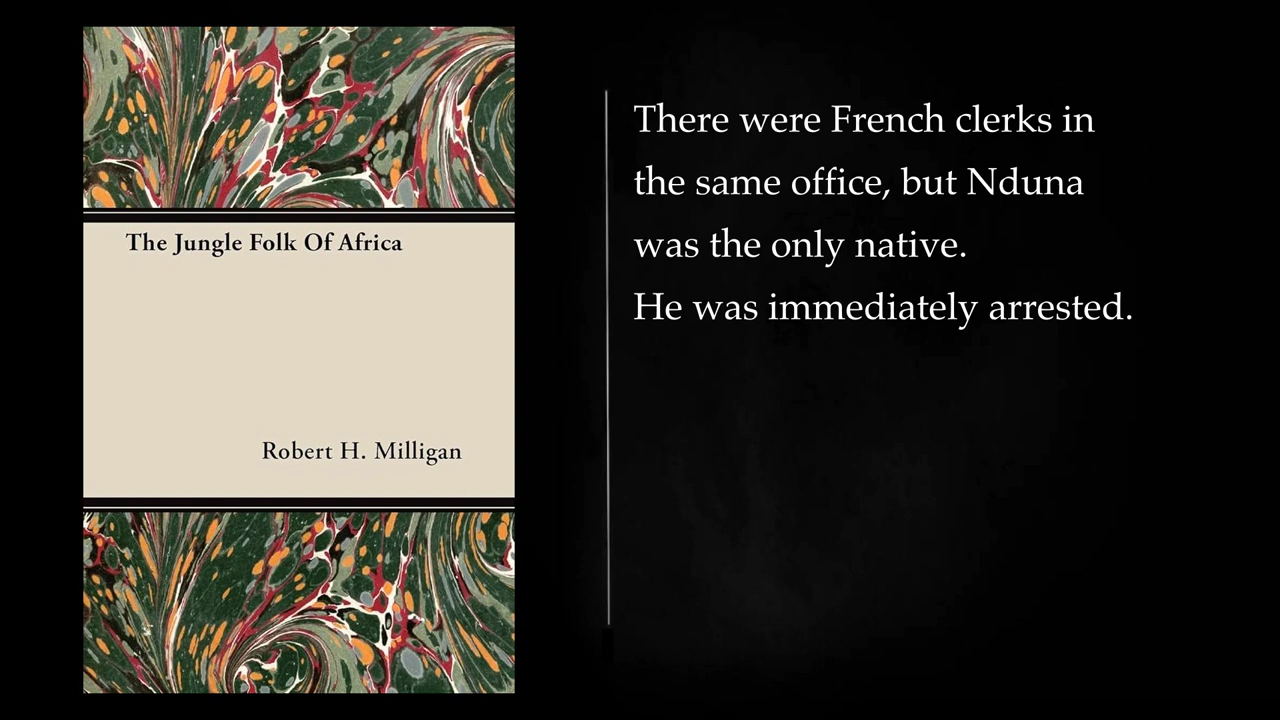 The Jungle Folk Of Africa
Robert H. Milligan
There were French clerks in
the same office, but Nduna
was the only native.
He was immediately arrested.